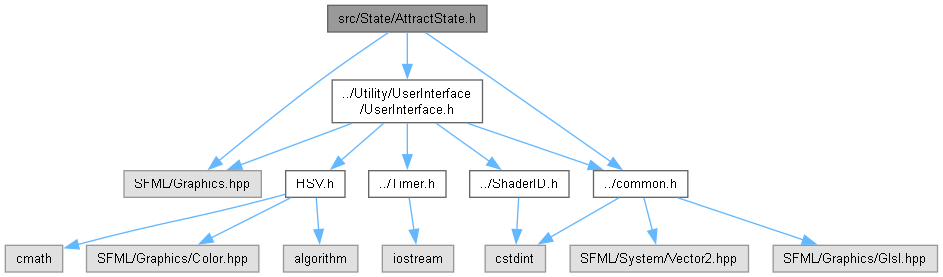 src/State/AttractState.h
../Utility/UserInterface
/UserInterface.h
SFML/Graphics.hpp
HSV.h
../Timer.h
../ShaderID.h
../common.h
cmath
SFML/Graphics/Color.hpp
algorithm
iostream
cstdint
SFML/System/Vector2.hpp
SFML/Graphics/Glsl.hpp